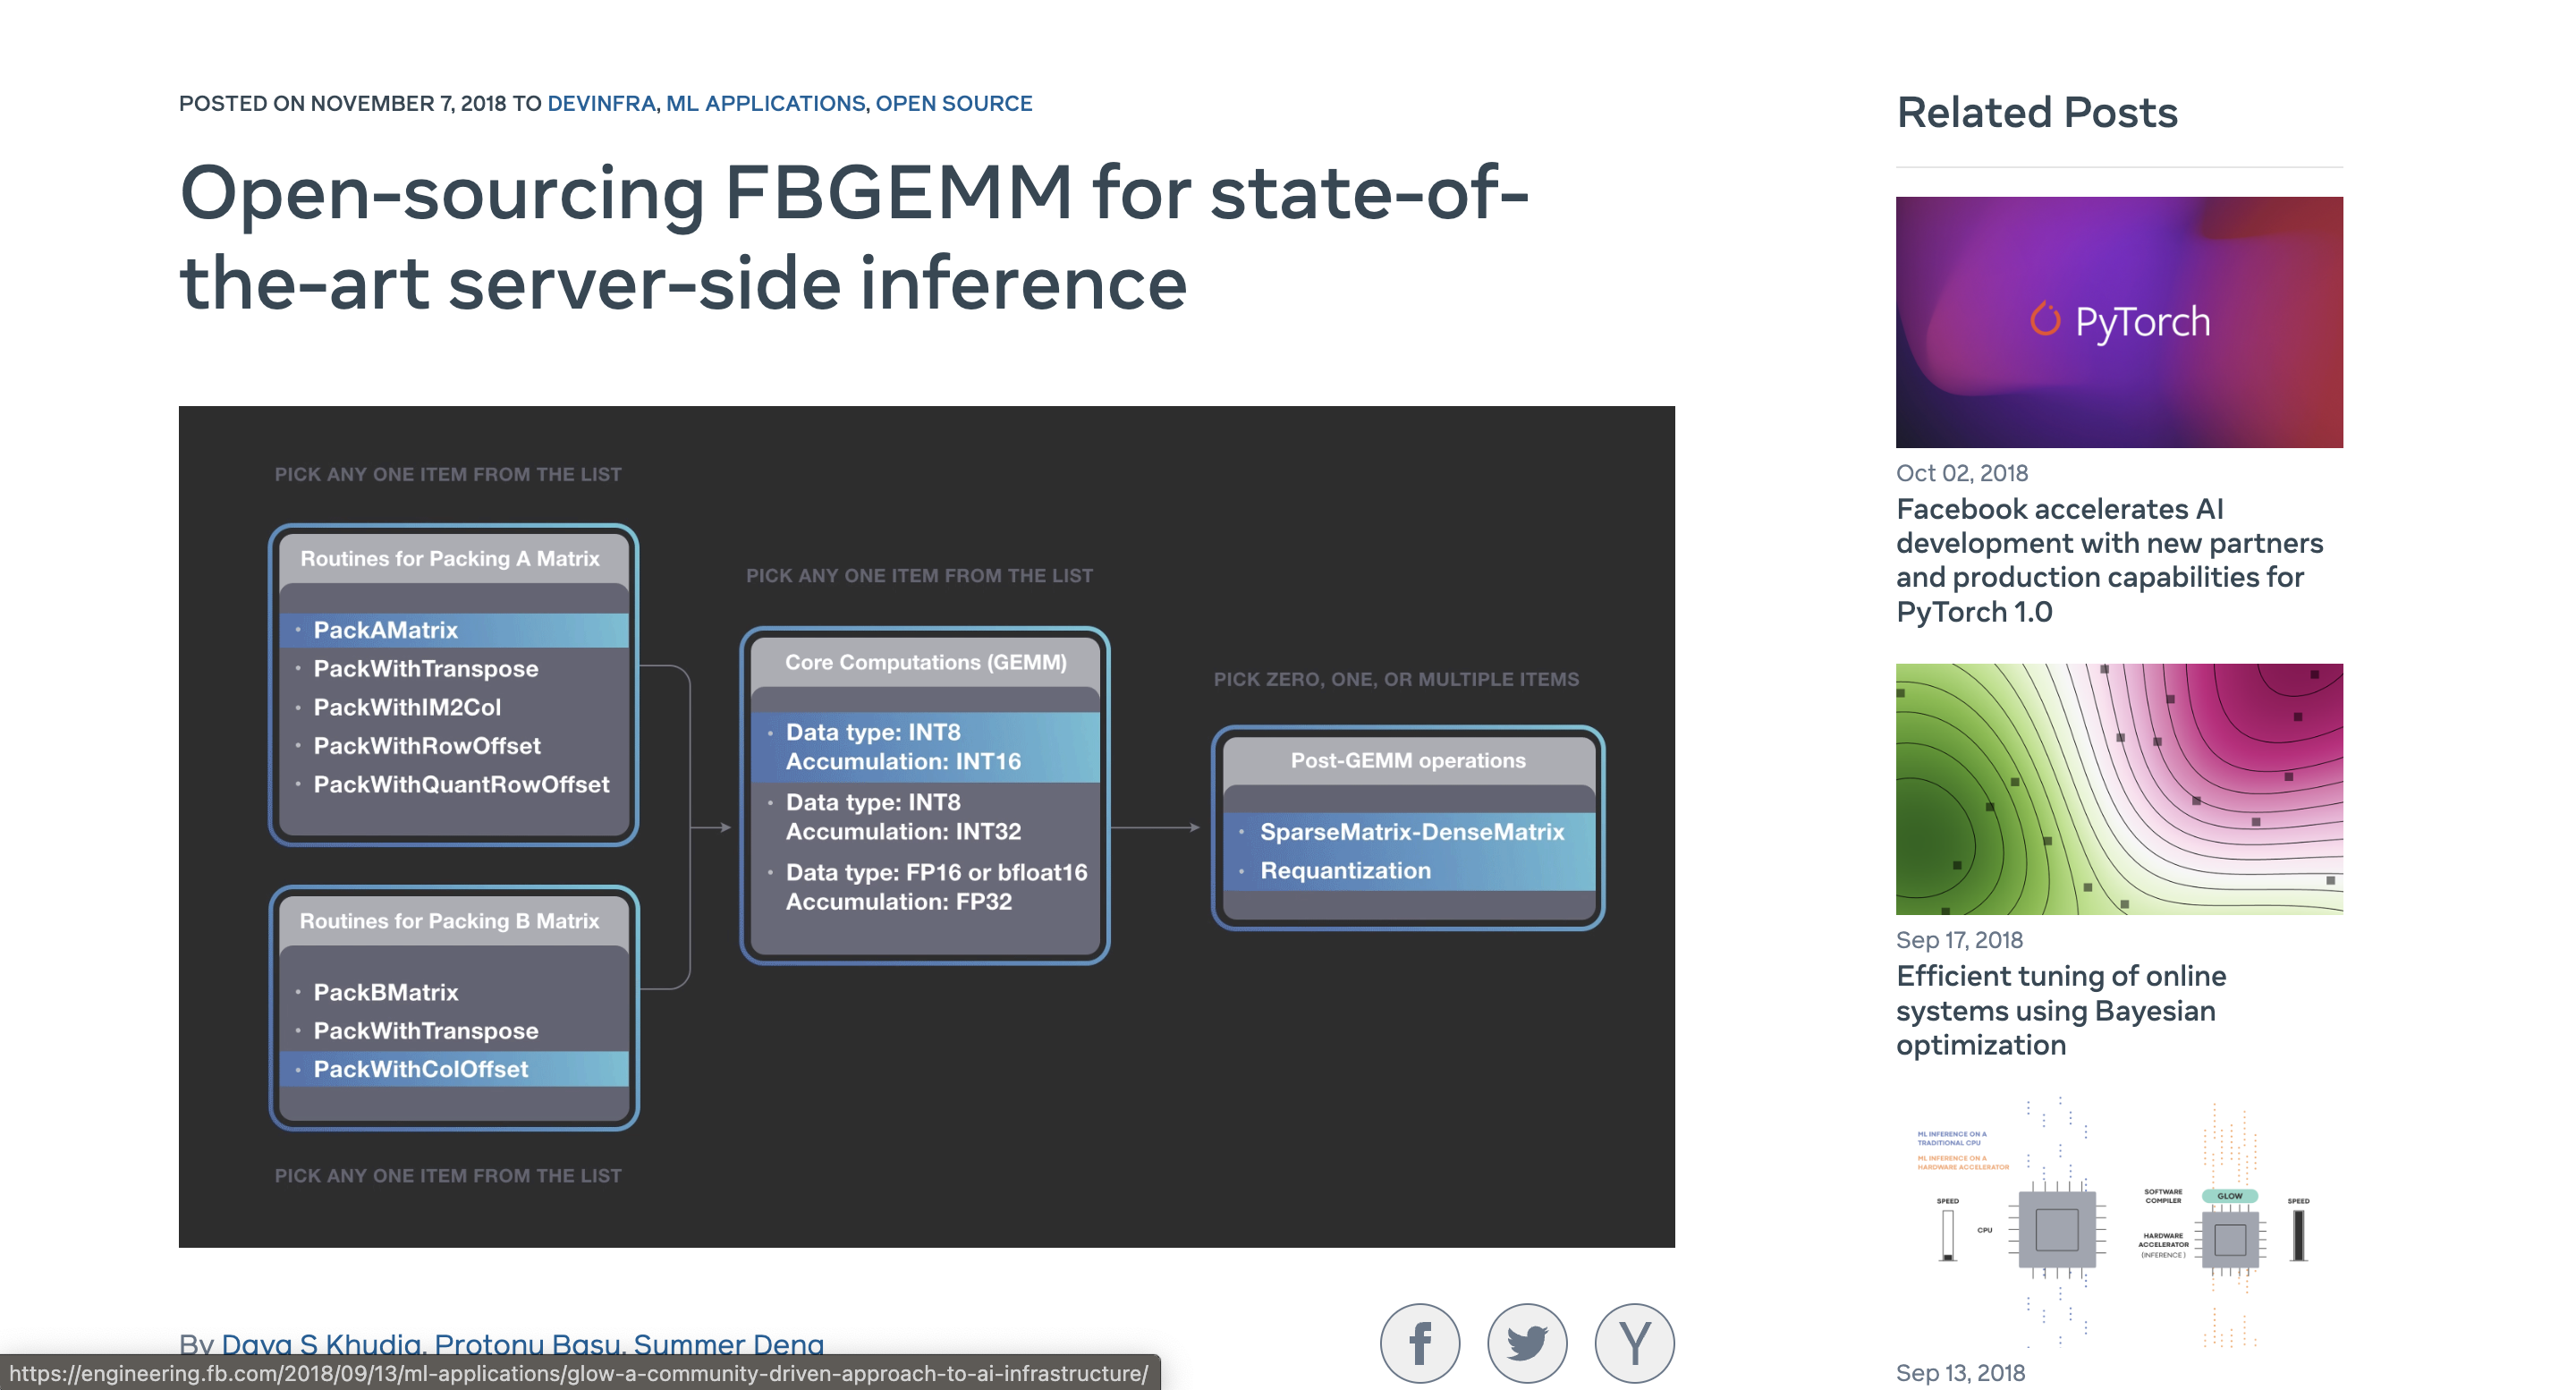 POSTED ON NOVEMBER 7, 2018 TO DEVINFRA, ML APPLICATIONS, OPEN SOURCE
Open-sourcing FBGEMM for state-of-
the-art server-side inference
PICK ANY ONE ITEM FROM THE LIST
Routines for Packing A Matrix
• PackAMatrix
• PackWithTranspose
• PackWithIM2Col
• PackWithRowOffset
• PackWithQuantRowOffset
Routines for Packing B Matrix
• PackBMatrix
• PackWithTranspose
• PackWithColOffset
PICK ANY ONE ITEM FROM THE LIST
PICK ANY ONE ITEM FROM THE LIST
Core Computations (GEMM)
• Data type: INT8
Accumulation: INT16
• Data type: INT8
Accumulation: INT32
• Data type: FP16 or bfloat16
Accumulation: FP32
PICK ZERO, ONE, OR MULTIPLE ITEMS
Post-GEMM operations
• SparseMatrix-DenseMatrix
• Requantization
By Daya S Khudia, Protonu Basu, Summer Deng
https://engineering.fb.com/2018/09/13/ml-applications/glow-a-community-driven-approach-to-ai-infrastructure/
Related Posts
PyTorch
Oct 02, 2018
Facebook accelerates AI
development with new partners
and production capabilities for
PyTorch 1.0
Sep 17, 2018
Efficient tuning of online
systems using Bayesian
optimization
ML INFERENCE ON A
TRADITIONAL CPU
ML INFERENCE ON A
HARDWARE ACCELERATOR
SPEED
CPU
SOFTWARE
COMPILER
GLOW
HARDWARE
ACCELERATOR
(INFERENCE)
SPEED
Sep 13, 2018